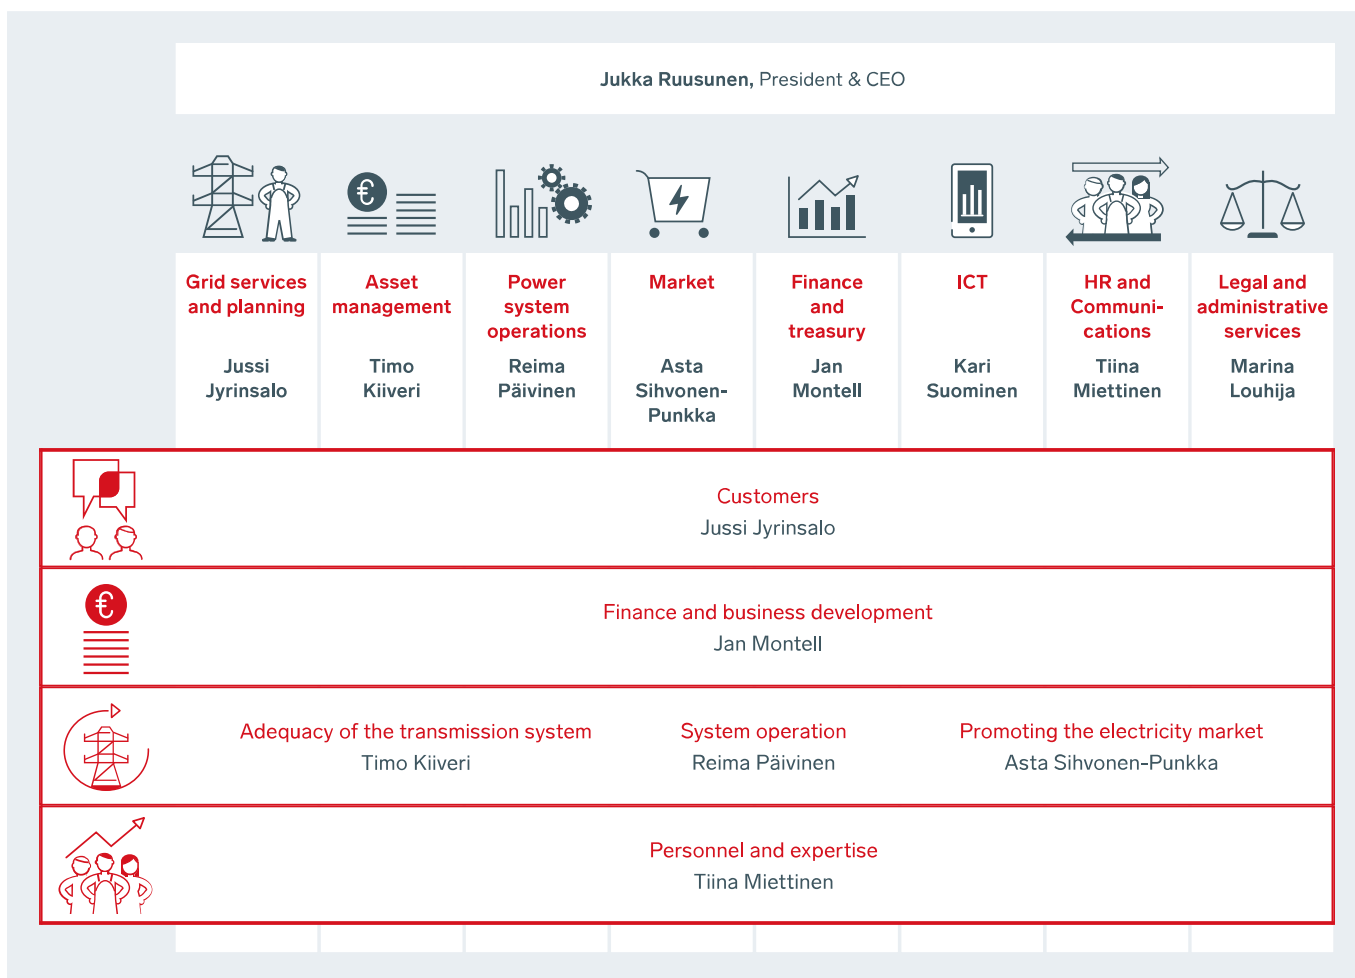 Jukka Ruusunen, President & CEO
€
Grid services
and planning
Jussi
Jyrinsalo
Asset
management
Timo
Kiiveri
Power
system
operations
Reima
Päivinen
Market
Asta
Sihvonen-
Punkka
Finance
and
treasury
Jan
Montell
ICT
Kari
Suominen
HR and
Communi-
cations
Tiina
Miettinen
Legal and
administrative
services
Marina
Louhija
Customers
Jussi Jyrinsalo
€
Finance and business development
Jan Montell
Adequacy of the transmission system
Timo Kiiveri
System operation
Reima Päivinen
Promoting the electricity market
Asta Sihvonen-Punkka
Personnel and expertise
Tiina Miettinen